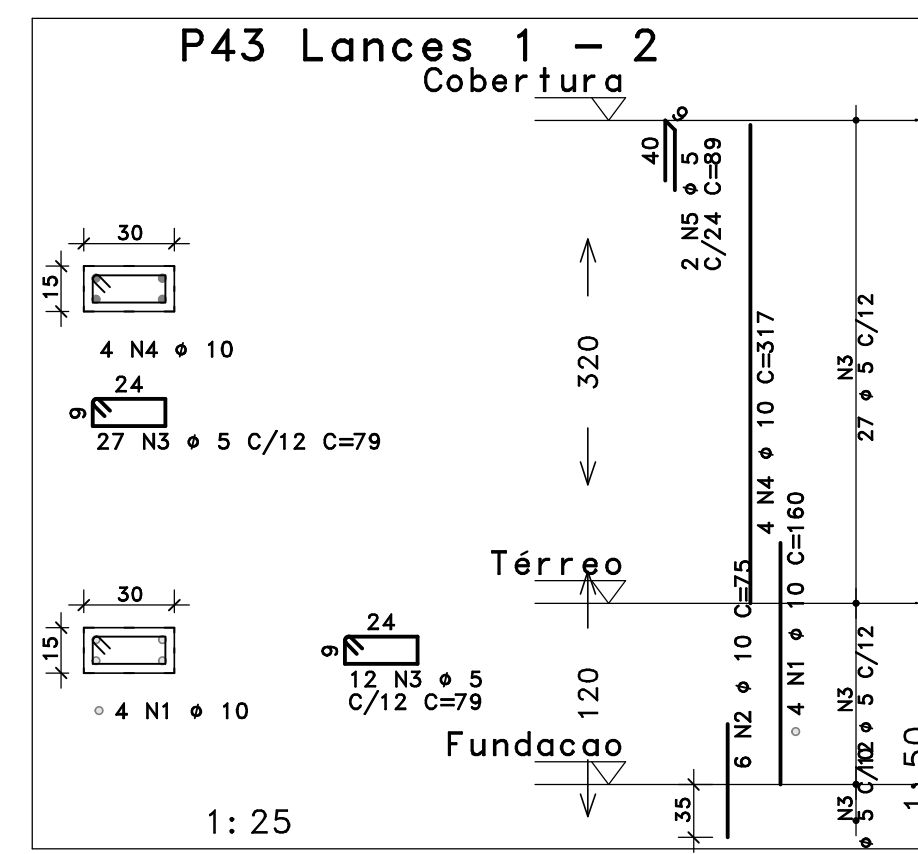 P43 Lances 1 - 2
Cobertura
40
9
2 N5 ø 5
C/24 C=89
30
15
4 N4 ø 10
24
9
27 N3 ø 5 C/12 C=79
320
4 N4 ø 10 C=317
N3
27 ø 5 C/12
Térreo
30
15
4 N1 ø 10
24
9
12 N3 ø 5
C/12 C=79
120
6 N2 ø 10 C=75
4 N1 ø 10 C=160
N3
ø 5 C/12
Fundacao
35
N3
ø 5
1:25